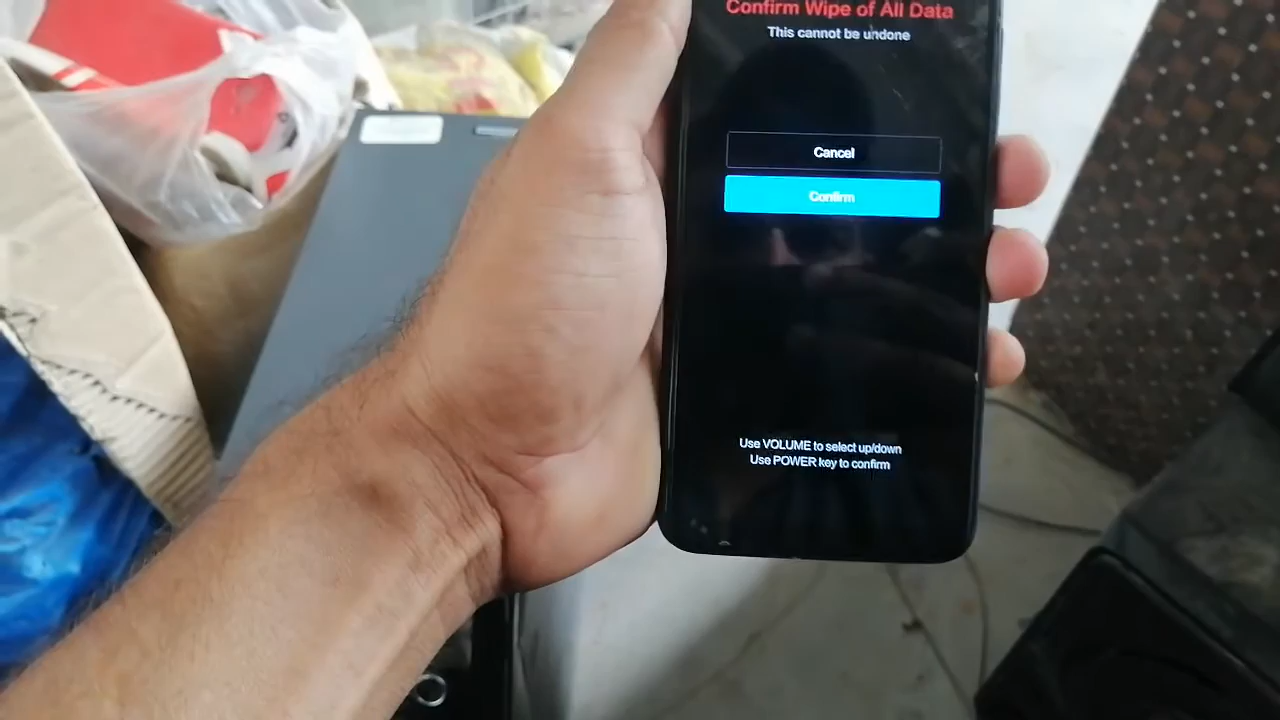 Confirm Wipe of All Data
This cannot be undone
Cancel
Confirm
Use VOLUME to select up/down
Use POWER key to confirm